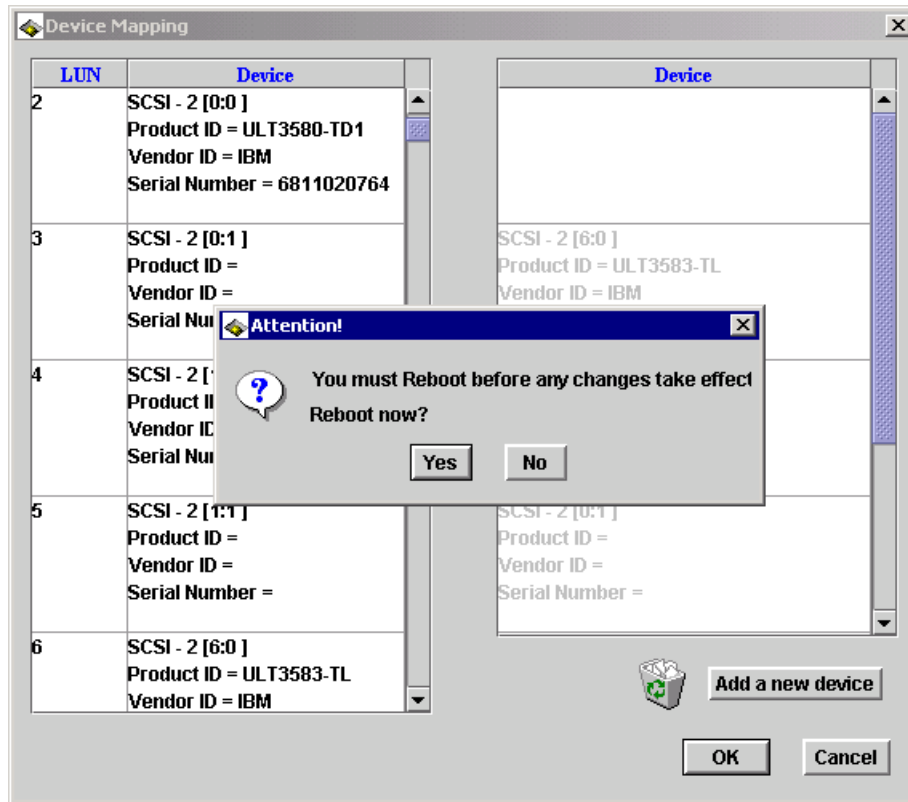 Device Mapping
LUN Device
2 SCSI - 2 [0:0 ]
Product ID = ULT3580-TD1
Vendor ID = IBM
Serial Number = 6811020764
3 SCSI - 2 [0:1 ]
Product ID =
Vendor ID =
Serial Nu
4 SCSI - 2 [
Product I
Vendor I
Serial Nu
5 SCSI - 2 [1:1 ]
Product ID =
Vendor ID =
Serial Number =
6 SCSI - 2 [6:0 ]
Product ID = ULT3583-TL
Vendor ID = IBM
Device
SCSI - 2 [6:0 ]
Product ID = ULT3583-TL
Vendor ID = IBM
SCSI - 2 [0:1 ]
Product ID =
Vendor ID =
Serial Number =
Attention!
You must Reboot before any changes take effect
Reboot now?
Yes No
Add a new device
OK Cancel